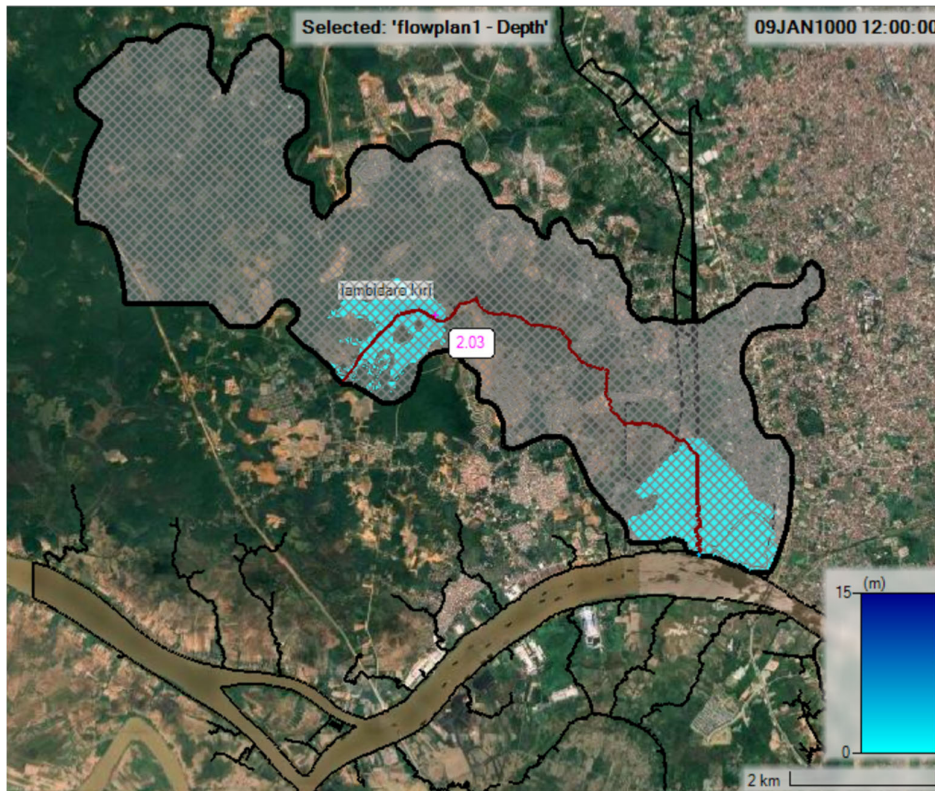 Selected: 'flowplan1 - Depth'
09JAN1000 12:00:00
lambidaro kiri
2.03
15 (m)
0
2 km